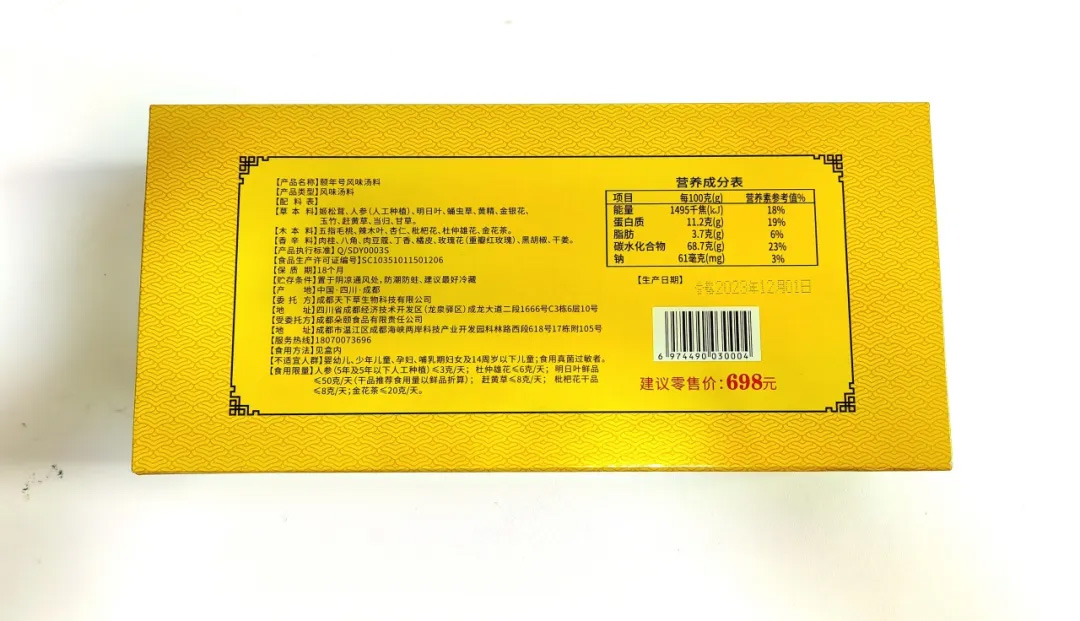 【产品名称】颐年号风味汤料
【产品类型】风味汤料
【配 料 表】
【草 本 料】姬松茸、人参(人工种植)、明日叶、蛹虫草、黄精、金银花、
玉竹、赶黄草、当归、甘草。
【木 本 料】五指毛桃、辣木叶、杏仁、枇杷花、杜仲雄花、金花茶。
【香 辛 料】肉桂、八角、肉豆蔻、丁香、橘皮、玫瑰花(重瓣红玫瑰)、黑胡椒、干姜。
【产品执行标准】Q/SDY0003S
【食品生产许可证编号】SC10351011501206
【保 质 期】18个月
【贮存条件】置于阴凉通风处,防潮防蛀、建议最好冷藏
【产 地】中国·四川·成都
【委 托 方】成都天下草生物科技有限公司
【地 址】四川省成都经济技术开发区(龙泉驿区)成龙大道二段1666号C3栋6层10号
【受委托方】成都朵颐食品有限责任公司
【地 址】成都市温江区成都海峡两岸科技产业开发园科林路西段618号17栋附105号
【服务热线】18070073696
【食用方法】见盒内
【不适宜人群】婴幼儿、少年儿童、孕妇、哺乳期妇女及14周岁以下儿童;食用真菌过敏者。
【食用限量】人参(5年及5年以下人工种植)≤3克/天; 杜仲雄花≤6克/天; 明日叶鲜品
≤50克/天(干品推荐食用量以鲜品折算); 赶黄草≤8克/天; 枇杷花干品
≤8克/天;金花茶≤20克/天。
营养成分表
项目 每100克(g) 营养素参考值%
能量 1495千焦(kJ) 18%
蛋白质 11.2克(g) 19%
脂肪 3.7克(g) 6%
碳水化合物 68.7克(g) 23%
钠 61毫克(mg) 3%
【生产日期】
合格2023年12月01日
6 974490 030004
建议零售价:698元